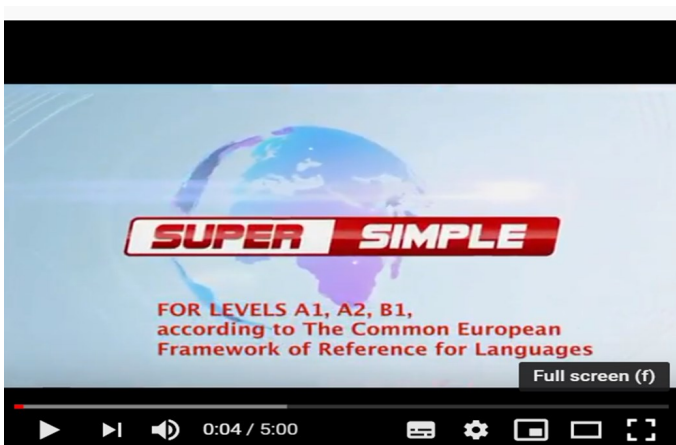 SUPER SIMPLE
FOR LEVELS A1, A2, B1,
according to The Common European
Framework of Reference for Languages
Full screen (f)
0:04 / 5:00